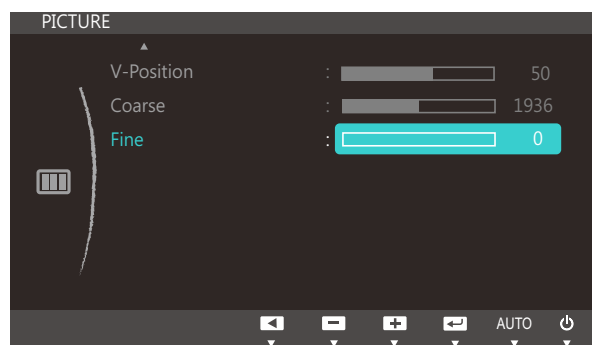 PICTURE
V-Position : 50
Coarse : 1936
Fine : 0
AUTO